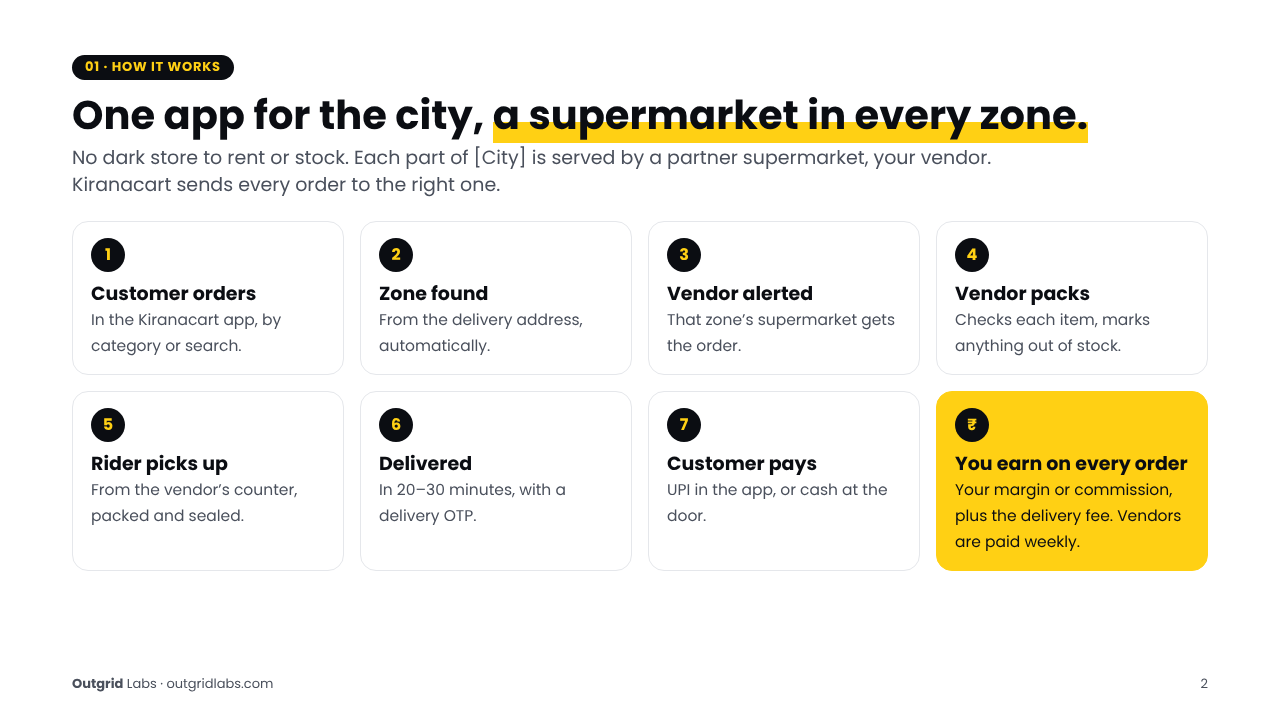 01 · HOW IT WORKS
One app for the city, a supermarket in every zone.
No dark store to rent or stock. Each part of [City] is served by a partner supermarket, your vendor.
Kiranacart sends every order to the right one.
1
Customer orders
In the Kiranacart app, by
category or search.
2
Zone found
From the delivery address,
automatically.
3
Vendor alerted
That zone’s supermarket gets
the order.
4
Vendor packs
Checks each item, marks
anything out of stock.
5
Rider picks up
From the vendor’s counter,
packed and sealed.
6
Delivered
In 20–30 minutes, with a
delivery OTP.
7
Customer pays
UPI in the app, or cash at the
door.
₹
You earn on every order
Your margin or commission,
plus the delivery fee. Vendors
are paid weekly.
Outgrid Labs · outgridlabs.com
2